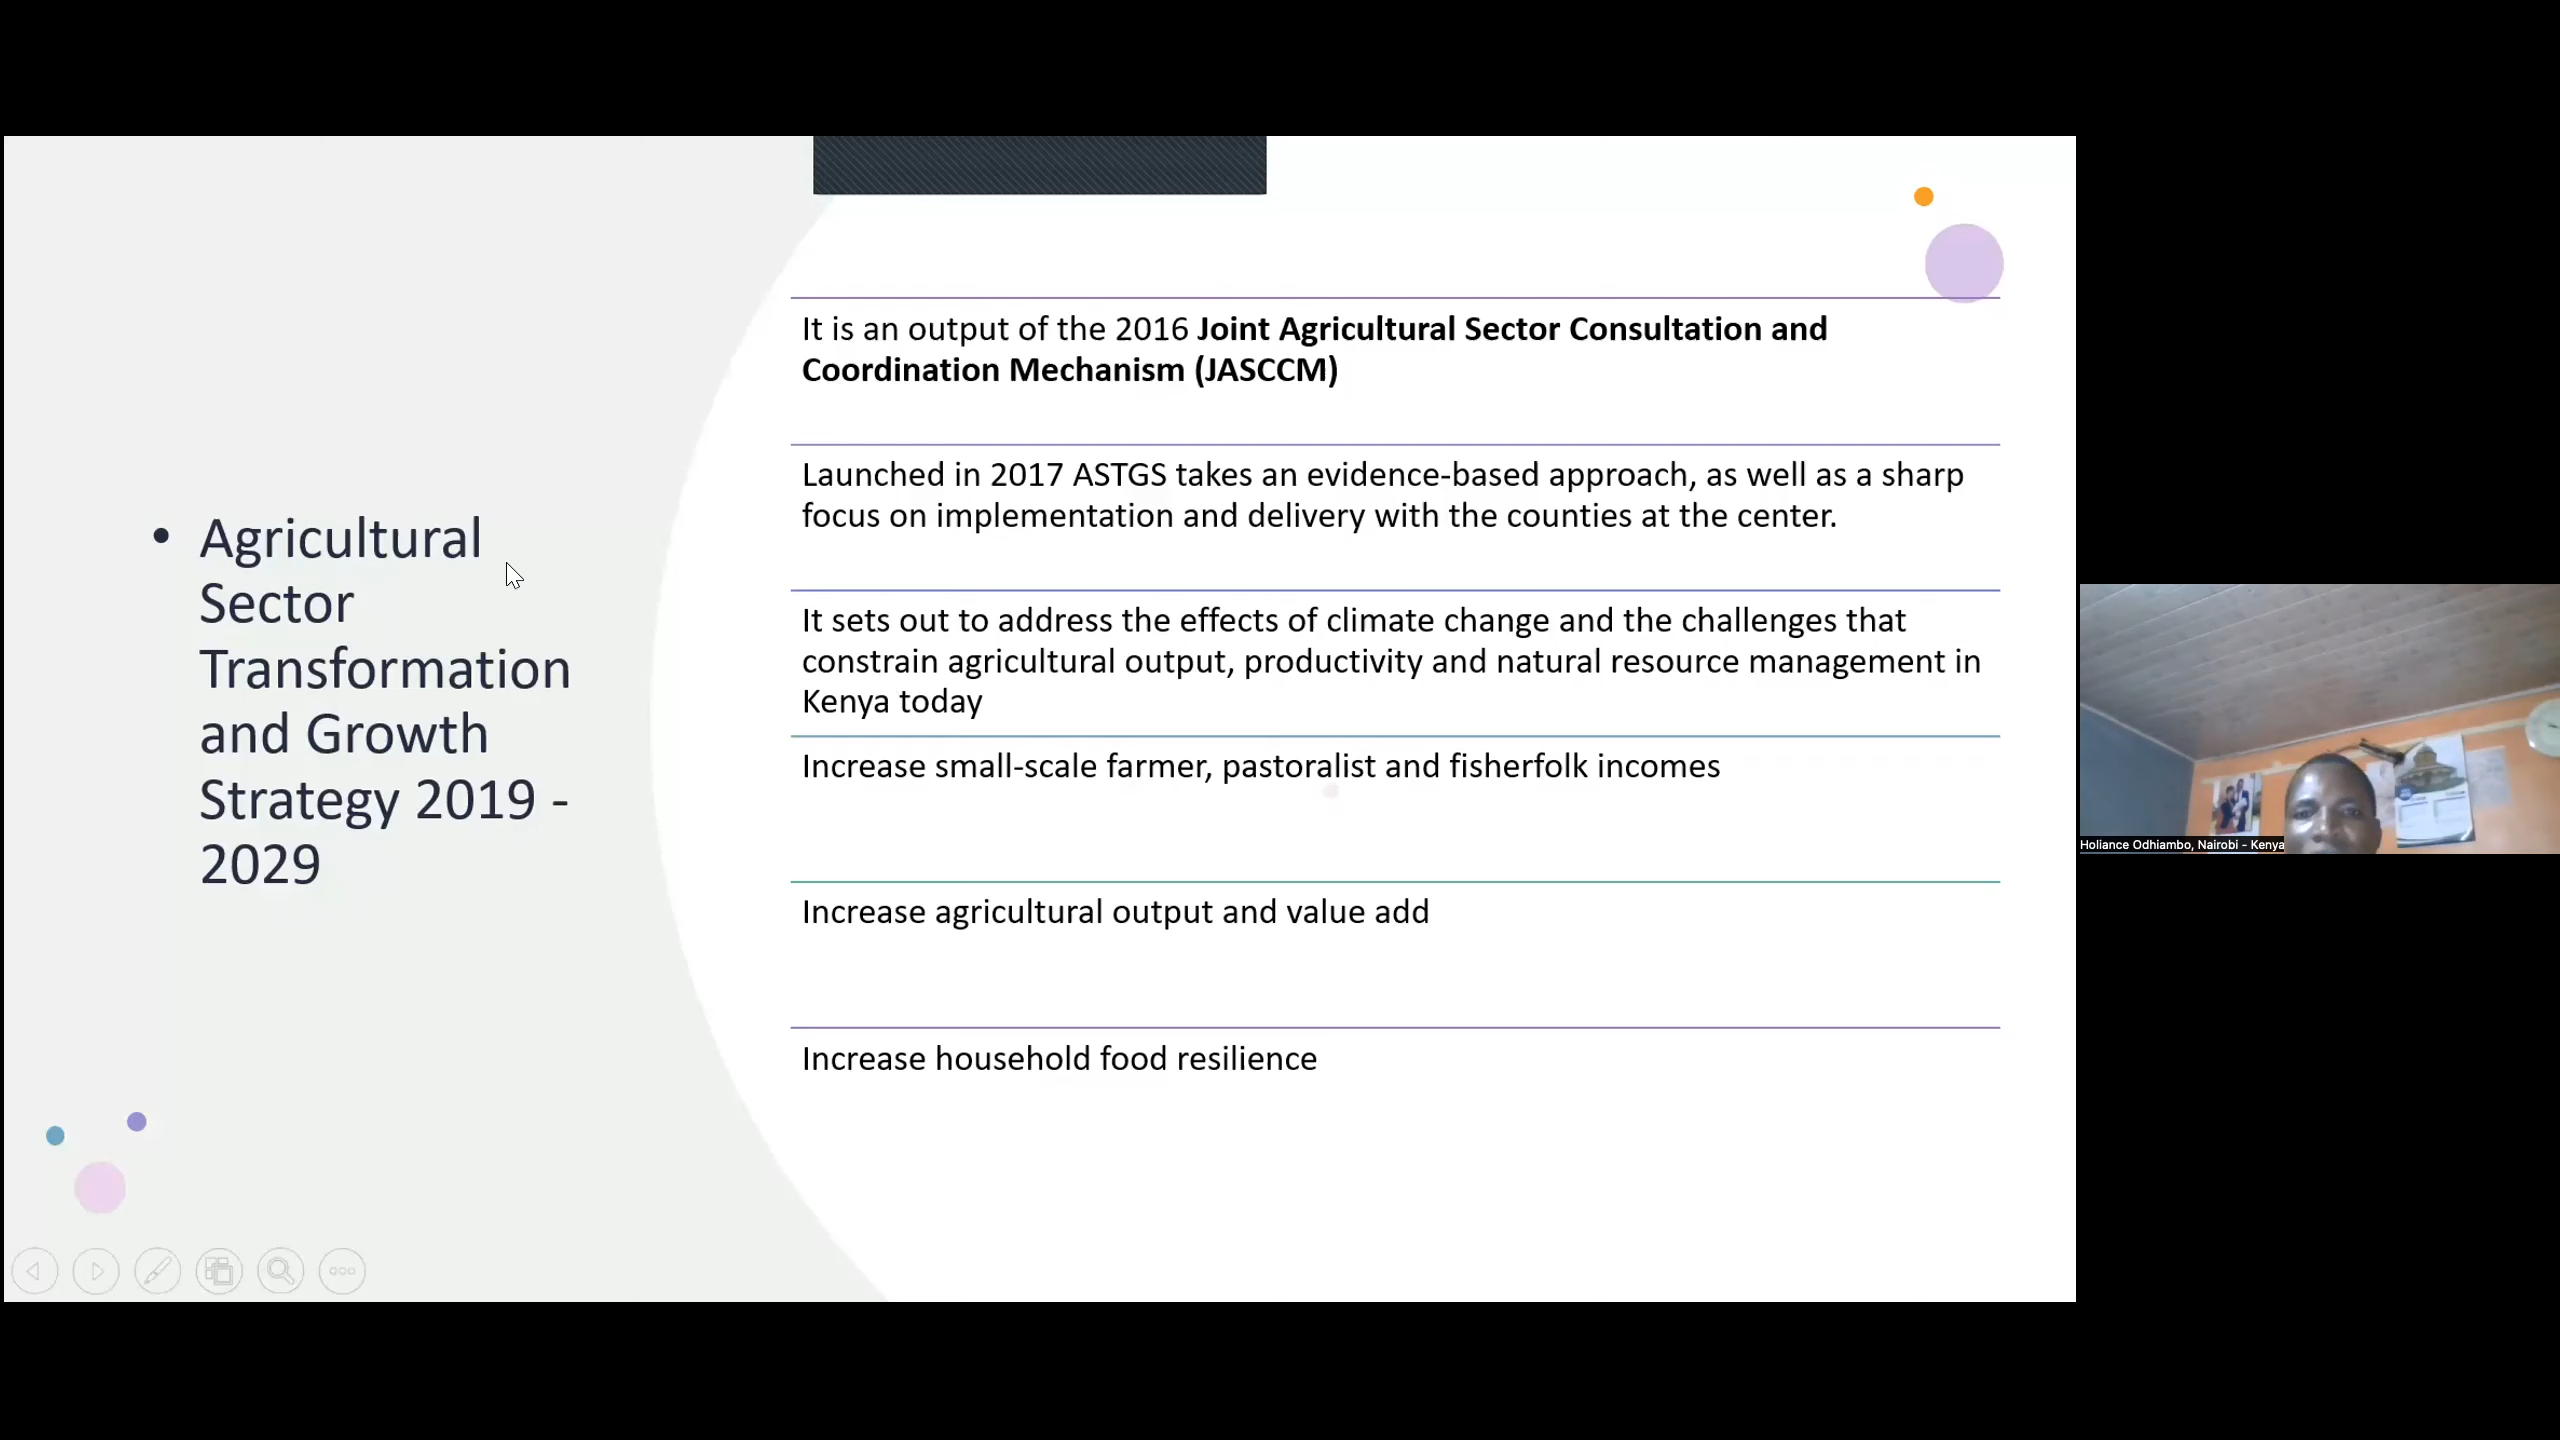 • Agricultural
Sector
Transformation
and Growth
Strategy 2019 -
2029
It is an output of the 2016 Joint Agricultural Sector Consultation and
Coordination Mechanism (JASCCM)
Launched in 2017 ASTGS takes an evidence-based approach, as well as a sharp
focus on implementation and delivery with the counties at the center.
It sets out to address the effects of climate change and the challenges that
constrain agricultural output, productivity and natural resource management in
Kenya today
Increase small-scale farmer, pastoralist and fisherfolk incomes
Increase agricultural output and value add
Increase household food resilience
Holiance Odhiambo, Nairobi - Kenya